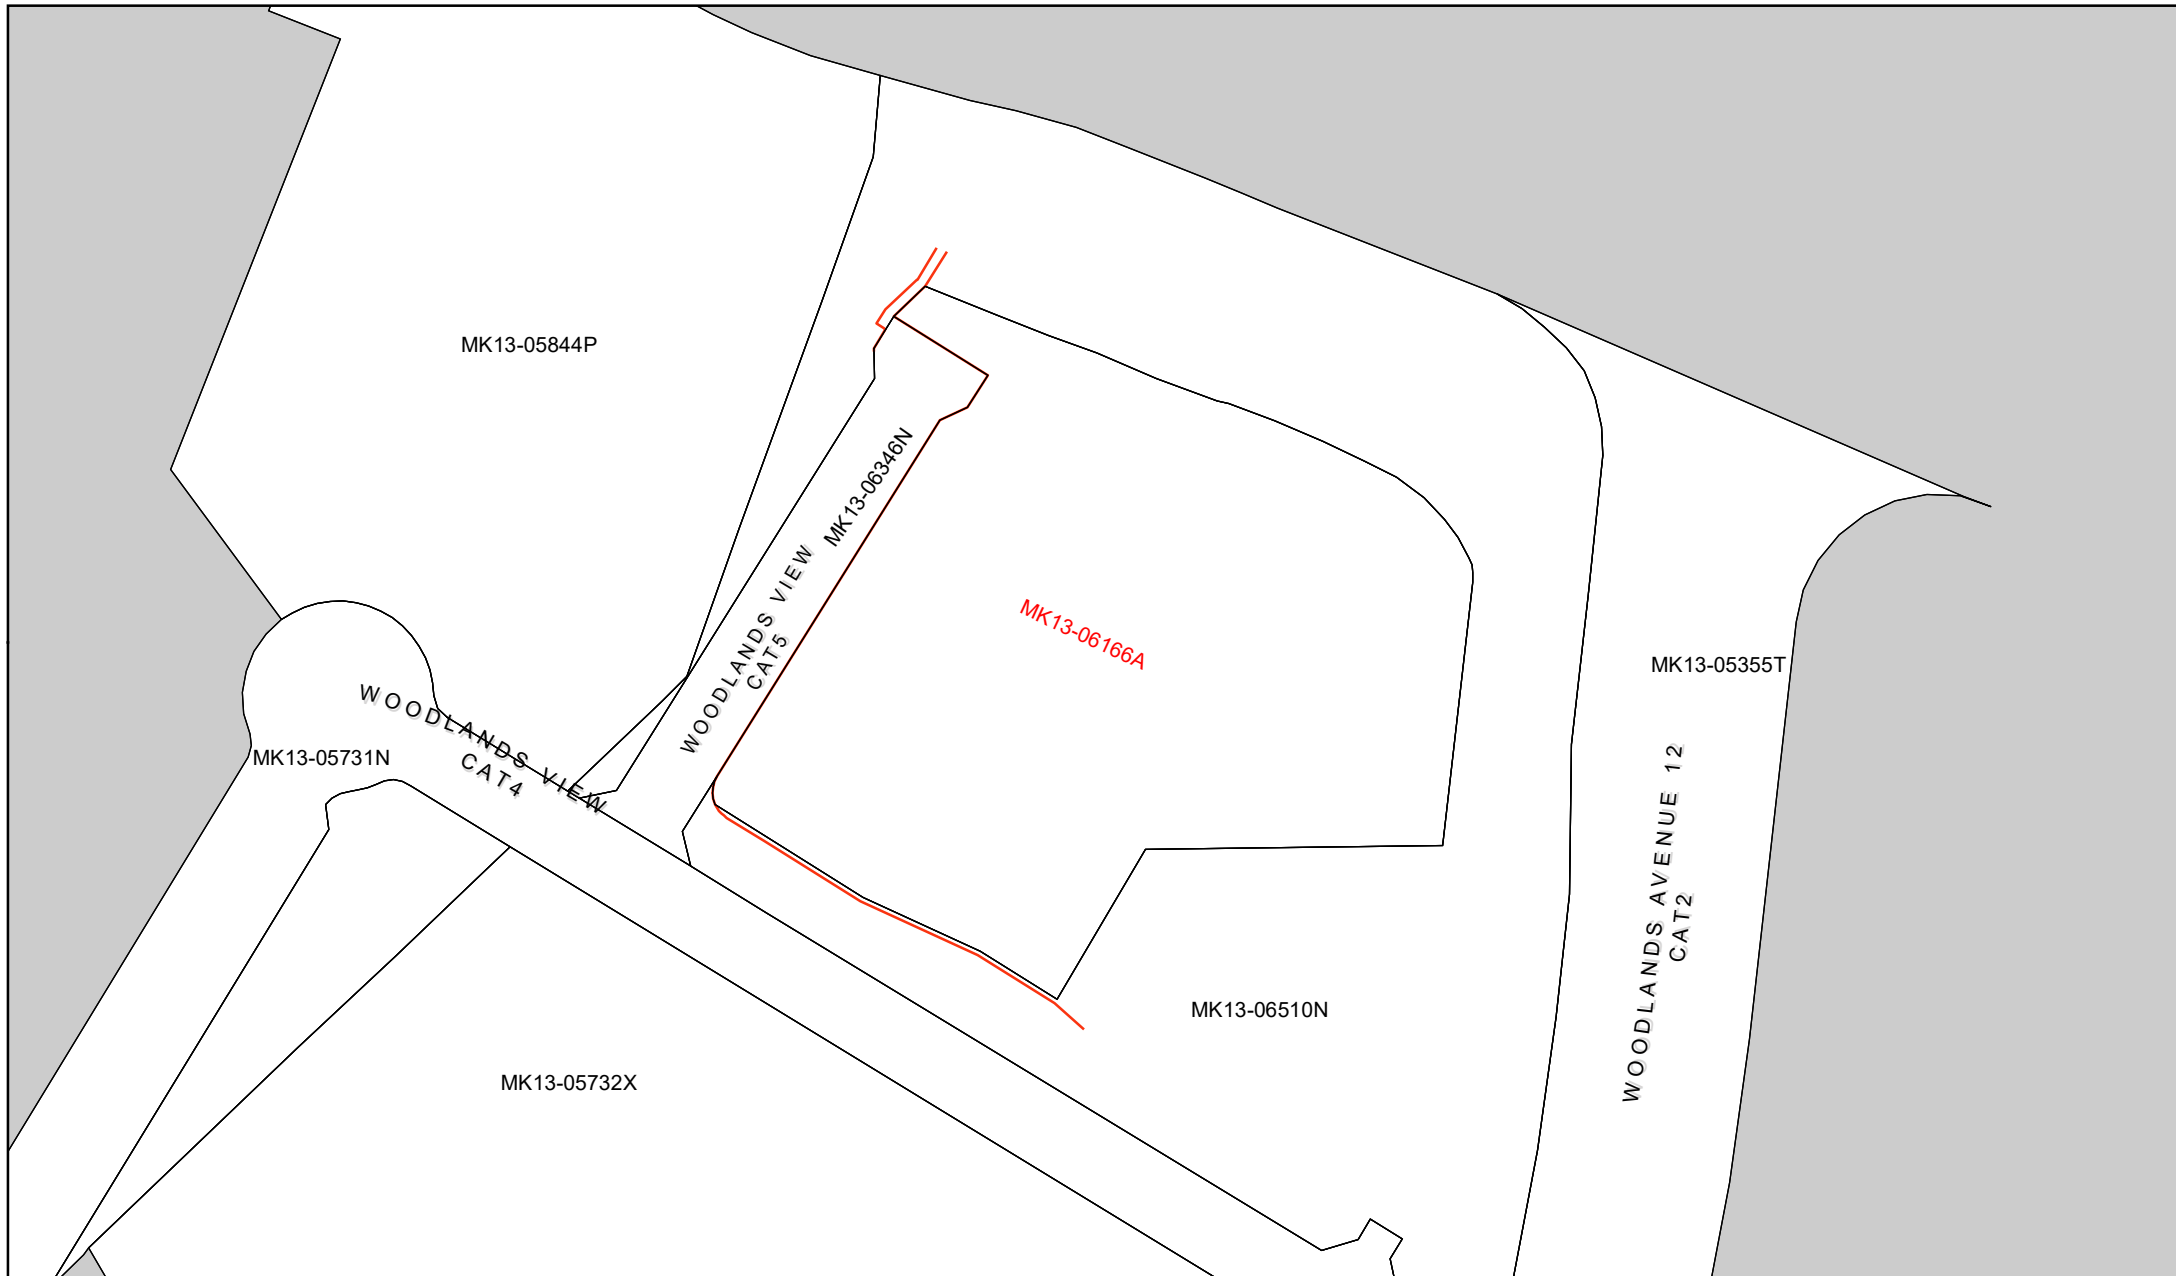 MK13-05844P
MK13-06346N
WOODLANDS VIEW
CAT5
MK13-06166A
MK13-05355T
WOODLANDS VIEW
CAT4
MK13-05731N
WOODLANDS AVENUE 12
CAT2
MK13-06510N
MK13-05732X